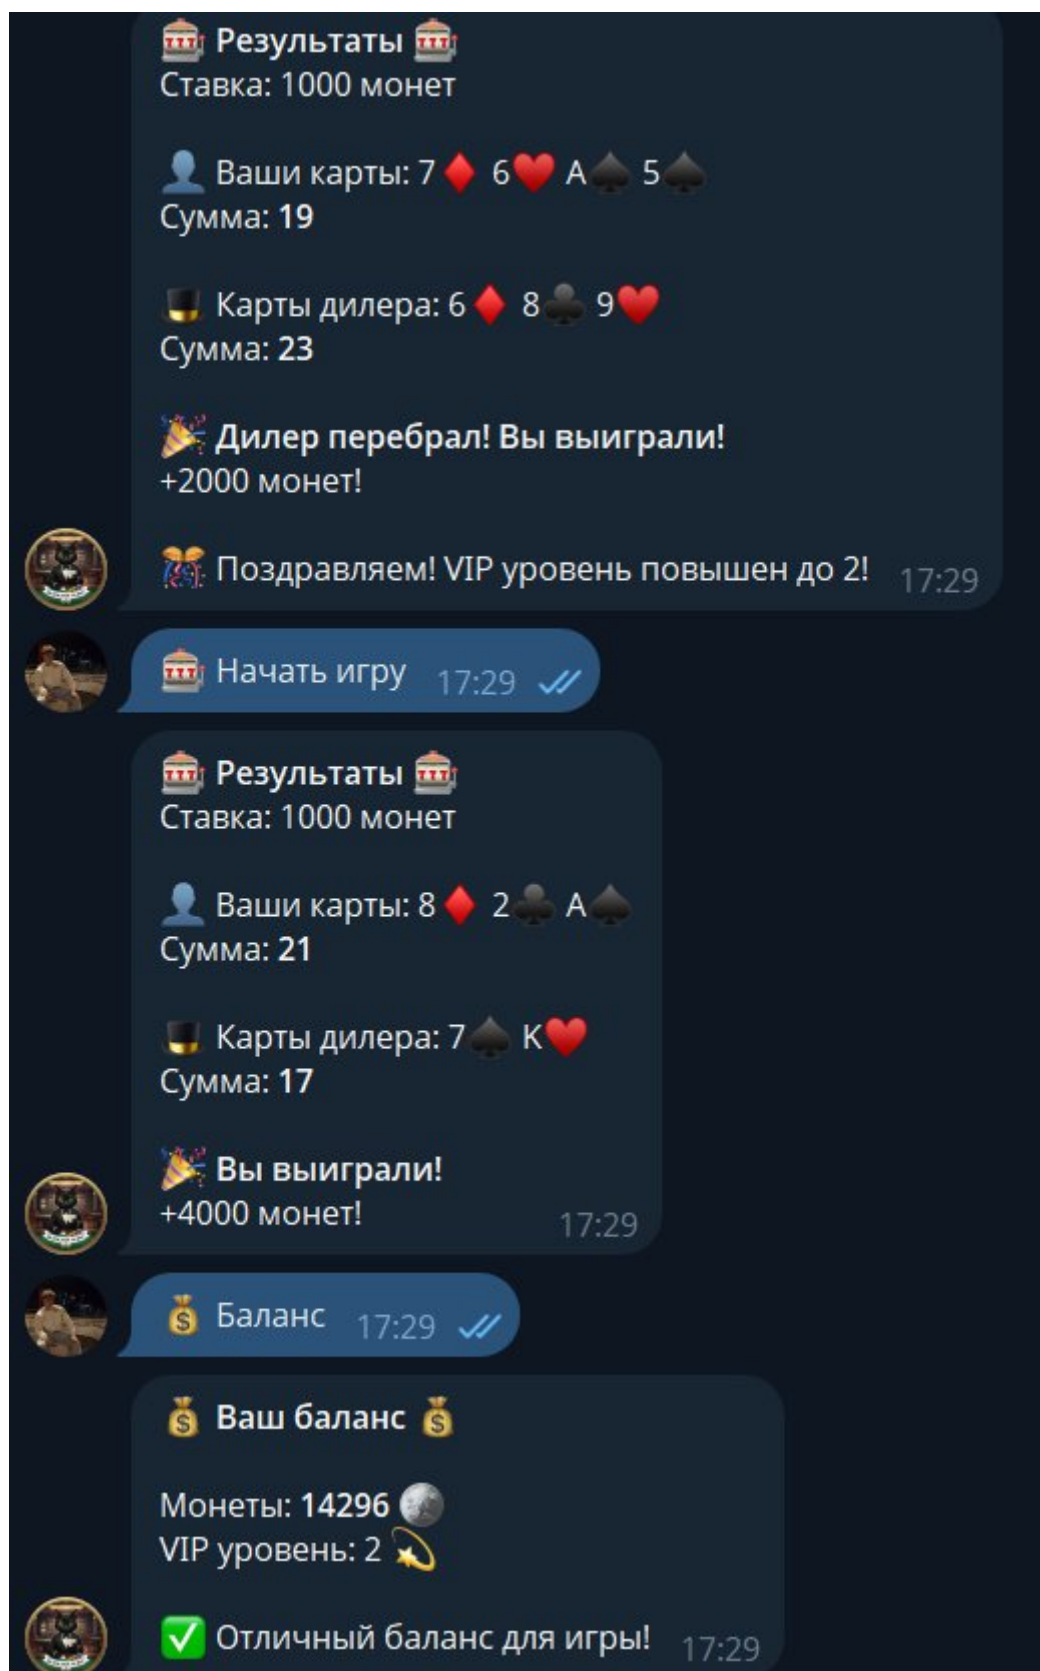 🎰 Результаты 🎰
Ставка: 1000 монет
👤 Ваши карты: 7♦️ 6♥️ A♠️ 5♠️
Сумма: 19
🎩 Карты дилера: 6♦️ 8♣️ 9♥️
Сумма: 23
🎉 Дилер перебрал! Вы выиграли!
+2000 монет!
🎊 Поздравляем! VIP уровень повышен до 2! 17:29
🎰 Начать игру 17:29
🎰 Результаты 🎰
Ставка: 1000 монет
👤 Ваши карты: 8♦️ 2♣️ A♠️
Сумма: 21
🎩 Карты дилера: 7♠️ K♥️
Сумма: 17
🎉 Вы выиграли!
+4000 монет! 17:29
💰 Баланс 17:29
💰 Ваш баланс 💰
Монеты: 14296 🌕
VIP уровень: 2 💫
✅ Отличный баланс для игры! 17:29